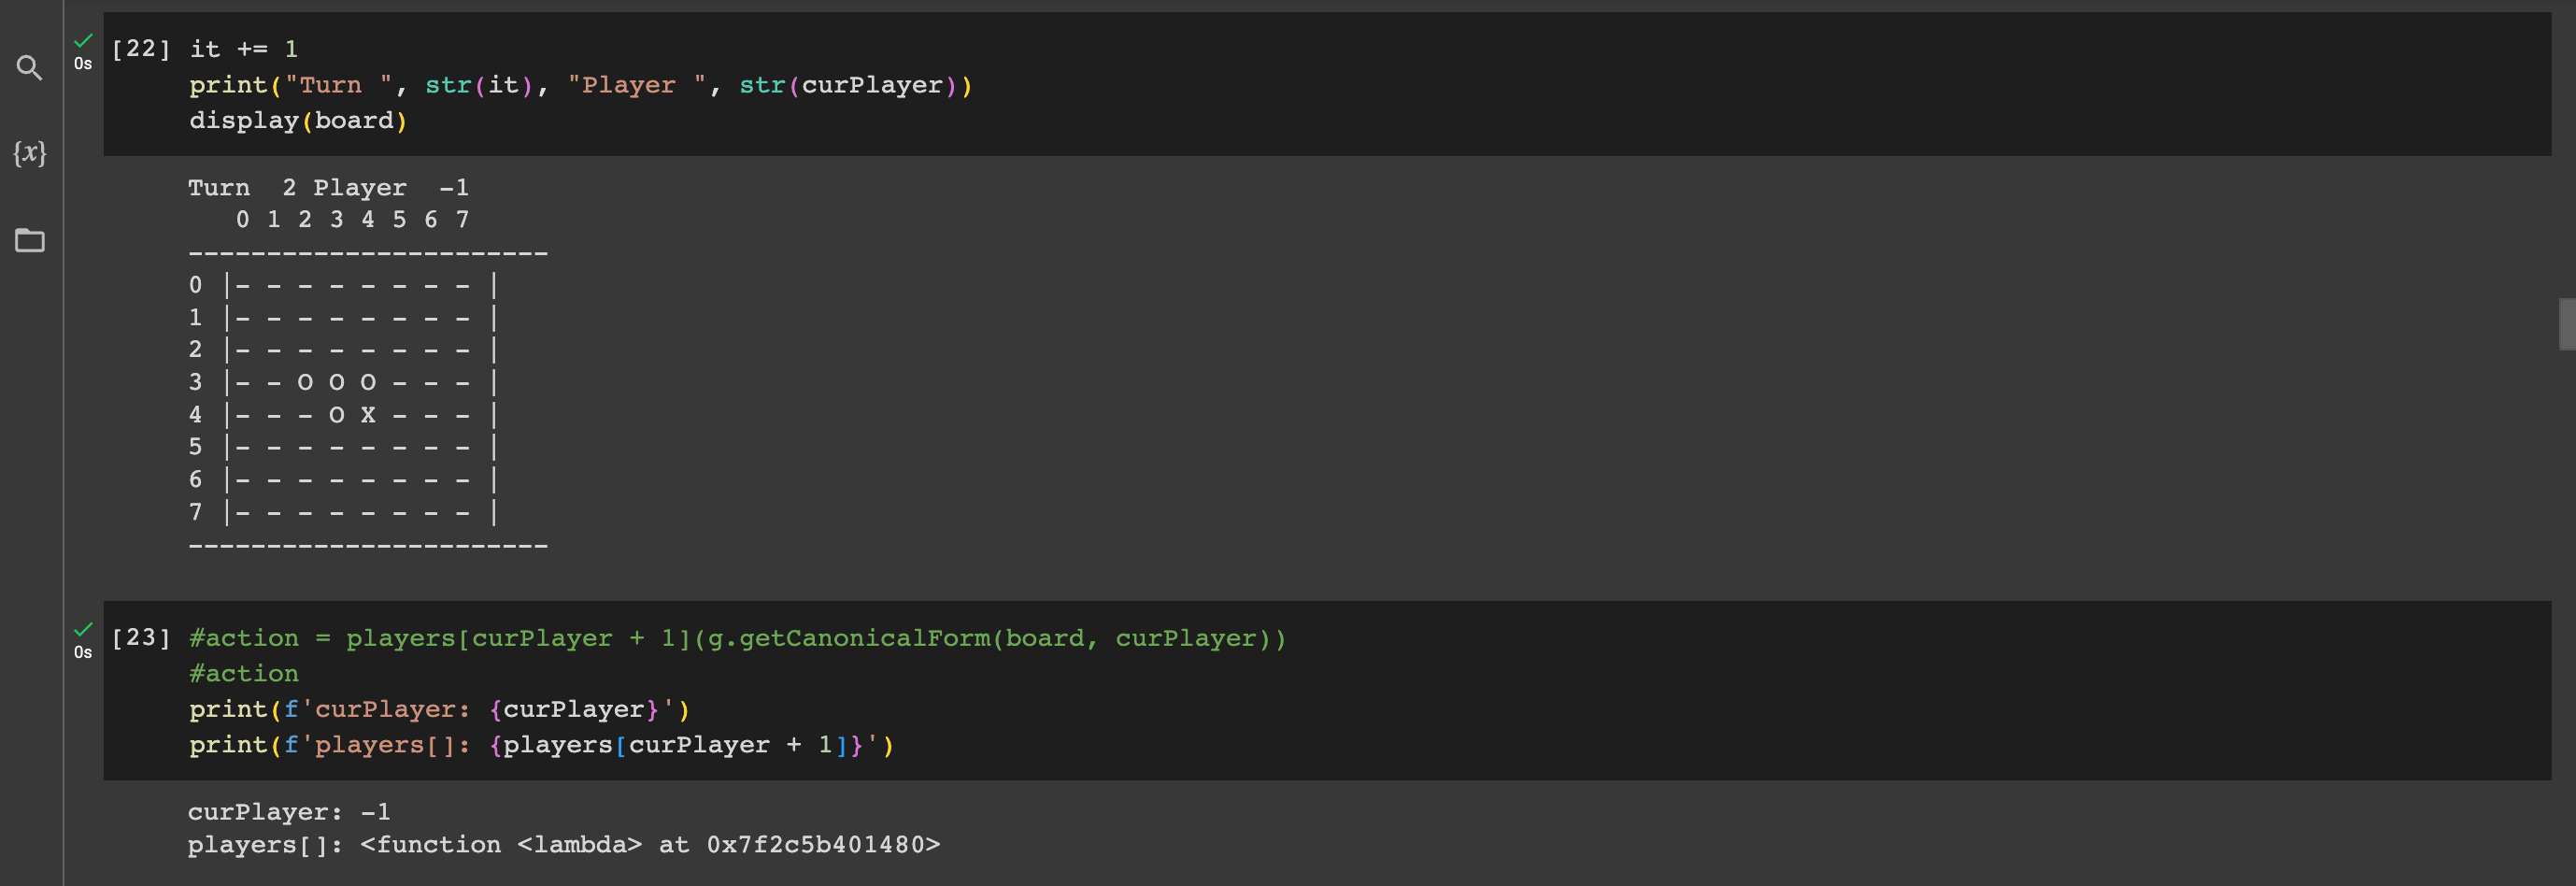 [22] it += 1
0s
print("Turn ", str(it), "Player ", str(curPlayer))
display(board)
{x}
Turn  2 Player  -1
   0 1 2 3 4 5 6 7
-----------------------
0 |- - - - - - - - |
1 |- - - - - - - - |
2 |- - - - - - - - |
3 |- - O O O - - - |
4 |- - - O X - - - |
5 |- - - - - - - - |
6 |- - - - - - - - |
7 |- - - - - - - - |
-----------------------
[23] #action = players[curPlayer + 1](g.getCanonicalForm(board, curPlayer))
0s
#action
print(f'curPlayer: {curPlayer}')
print(f'players[]: {players[curPlayer + 1]}')
curPlayer: -1
players[]: <function <lambda> at 0x7f2c5b401480>